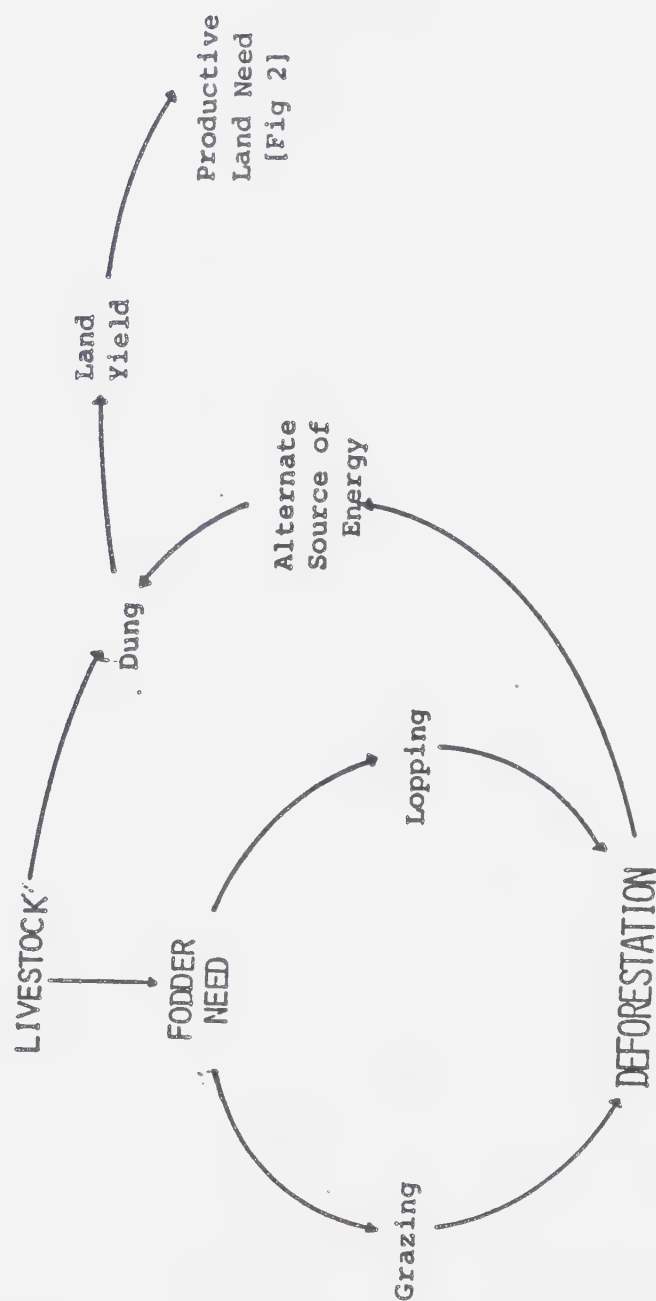 LIVESTOCK
FODDER
NEED
Grazing
Lopping
DEFORESTATION
Dung
Alternate
Source of
Energy
Land
Yield
Productive
Land Need
[Fig 2]